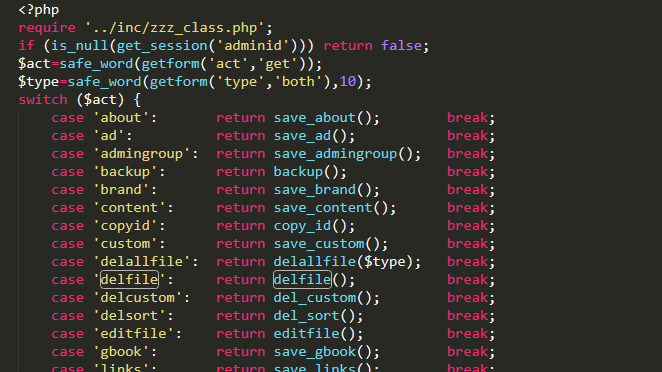 <?php
require '../inc/zzz_class.php';
if (is_null(get_session('adminid'))) return false;
$act=safe_word(getform('act','get'));
$type=safe_word(getform('type','both'),10);
switch ($act) {
case 'about': return save_about(); break;
case 'ad': return save_ad(); break;
case 'admingroup': return save_admingroup(); break;
case 'backup': return backup(); break;
case 'brand': return save_brand(); break;
case 'content': return save_content(); break;
case 'copyid': return copy_id(); break;
case 'custom': return save_custom(); break;
case 'delallfile': return delallfile($type); break;
case 'delfile': return delfile(); break;
case 'delcustom': return del_custom(); break;
case 'delsort': return del_sort(); break;
case 'editfile': return editfile(); break;
case 'gbook': return save_gbook(); break;
case 'links': return save_links(); break;